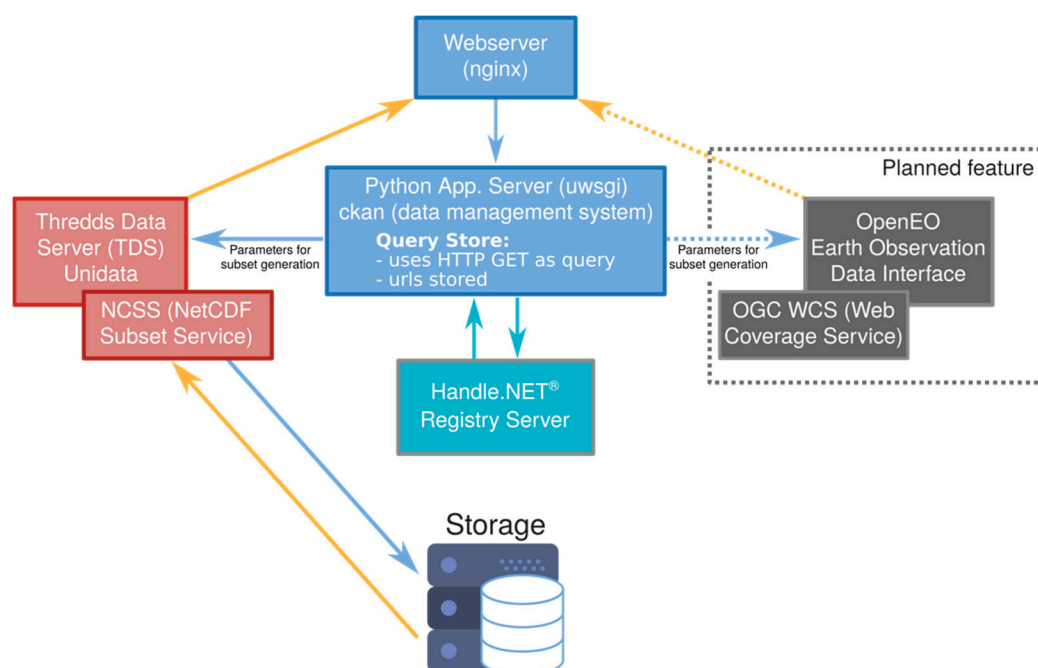 Webserver
(nginx)
Planned feature
Python App. Server (uwsgi)
ckan (data management system)
Query Store:
- uses HTTP GET as query
- urls stored
Thredds Data
Server (TDS)
Unidata
Parameters for
subset generation
Parameters for
subset generation
OpenEO
Earth Observation
Data Interface
NCSS (NetCDF
Subset Service)
OGC WCS (Web
Coverage Service)
Handle.NET®
Registry Server
Storage